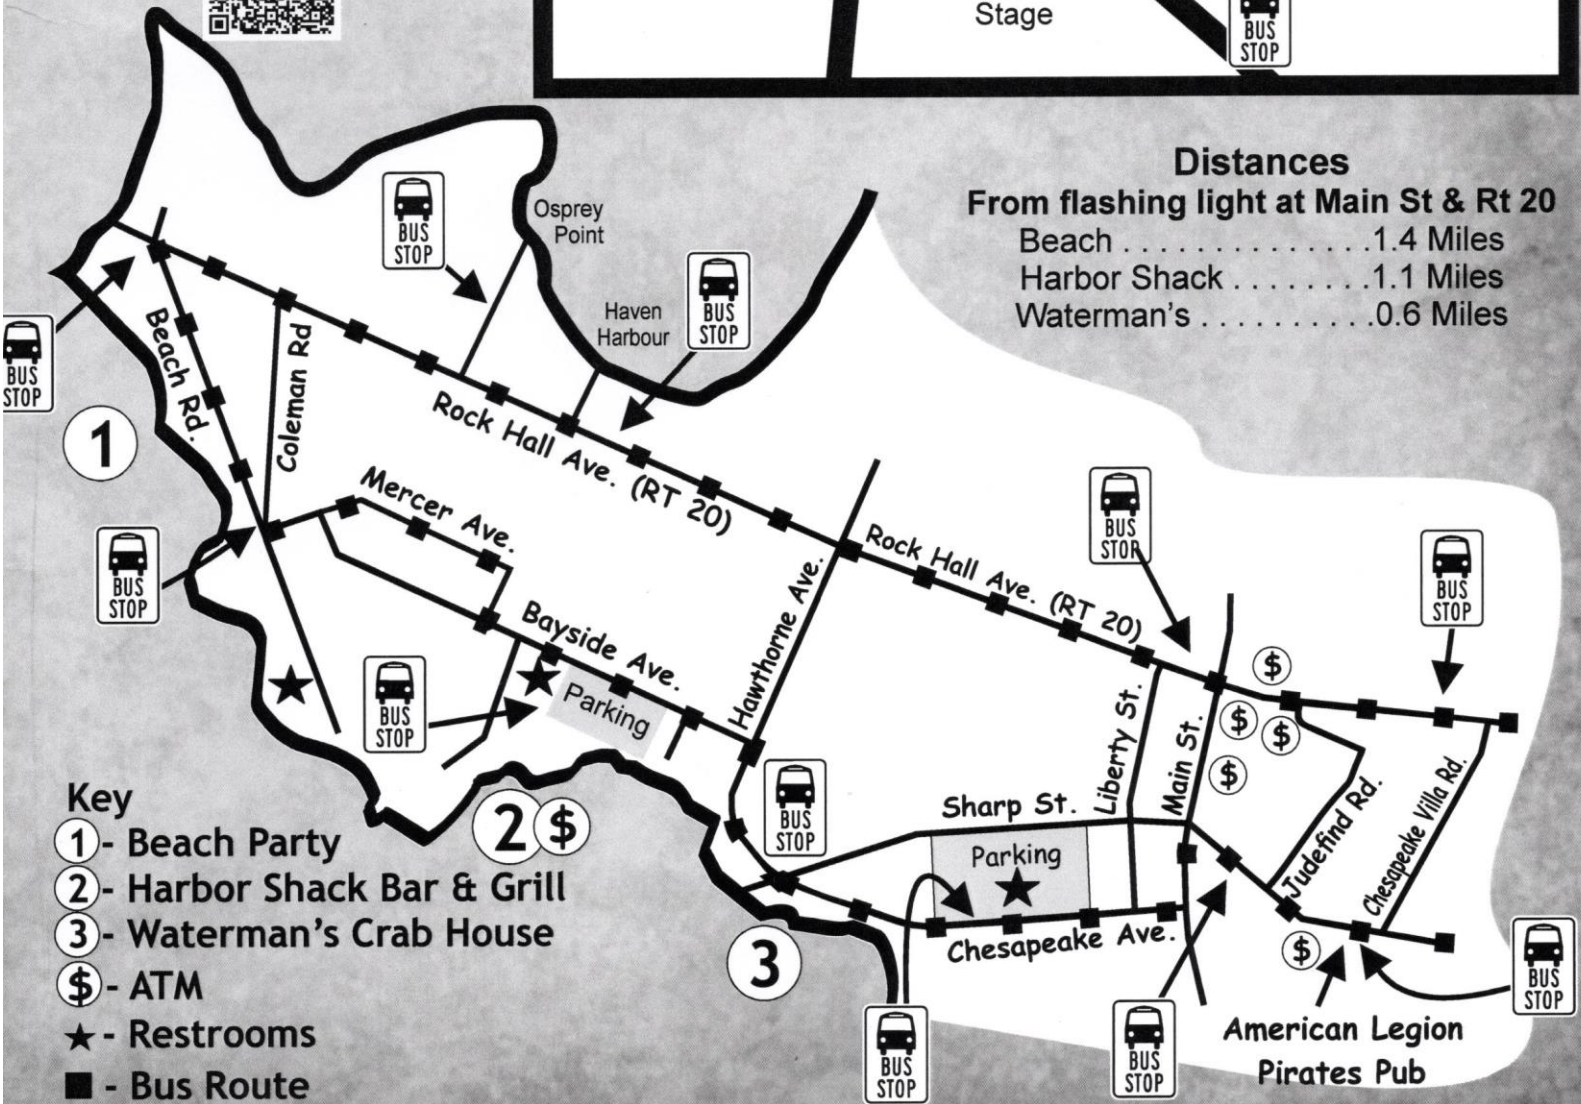 Stage
BUS
STOP
Distances
From flashing light at Main St & Rt 20
Beach . . . . . . . . . . . . . .1.4 Miles
Harbor Shack . . . . . . . .1.1 Miles
Waterman's . . . . . . . . . .0.6 Miles
Osprey
Point
BUS
STOP
Haven
Harbour
BUS
STOP
BUS
STOP
Beach Rd.
Coleman Rd
1
Rock Hall Ave. (RT 20)
Mercer Ave.
BUS
STOP
Rock Hall Ave. (RT 20)
BUS
STOP
BUS
STOP
Hawthorne Ave.
Bayside Ave.
Parking
BUS
STOP
$
$
$
$
Liberty St.
Main St.
Judefind Rd.
Chesapeake Villa Rd.
BUS
STOP
Sharp St.
Parking
2 $
Chesapeake Ave.
3
$
BUS
STOP
BUS
STOP
BUS
STOP
American Legion
Pirates Pub
Key
1 - Beach Party
2 - Harbor Shack Bar & Grill
3 - Waterman's Crab House
$ - ATM
★ - Restrooms
■ - Bus Route